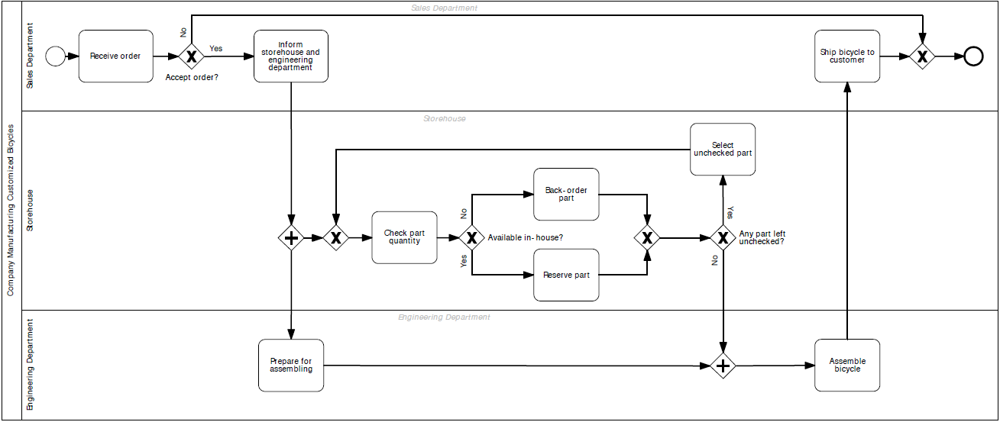 Company Manufacturing Customized Bicycles
Sales Department
Sales Department
Receive order
No
Yes
Accept order?
Inform
storehouse and
engineering
department
Ship bicycle to
customer
Storehouse
Storehouse
Select
unchecked part
Back-order
part
Check part
quantity
No
Available in-house?
Yes
Reserve part
Yes
Any part left
unchecked?
No
Engineering Department
Engineering Department
Prepare for
assembling
Assemble
bicycle